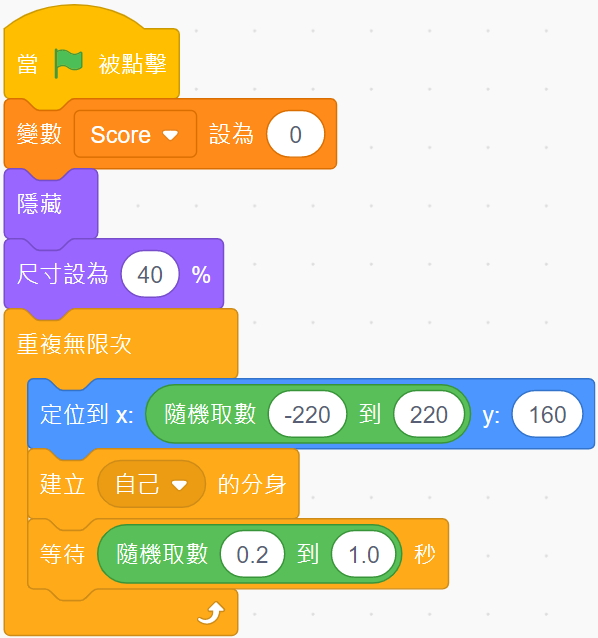 當 被點擊
變數 Score 設為 0
隱藏
尺寸設為 40 %
重複無限次
定位到 x: 隨機取數 -220 到 220 y: 160
建立 自己 的分身
等待 隨機取數 0.2 到 1.0 秒